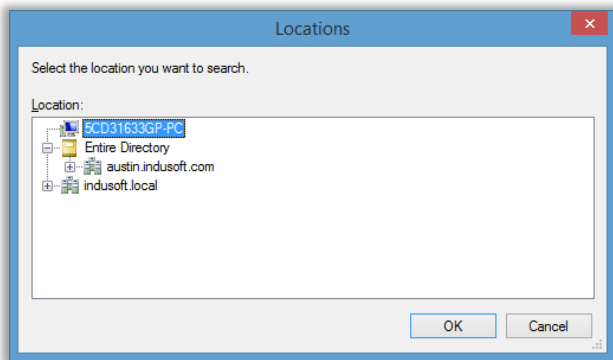 Locations
Select the location you want to search.
Location:
5CD31633GP-PC
Entire Directory
austin.indusoft.com
indusoft.local
OK Cancel